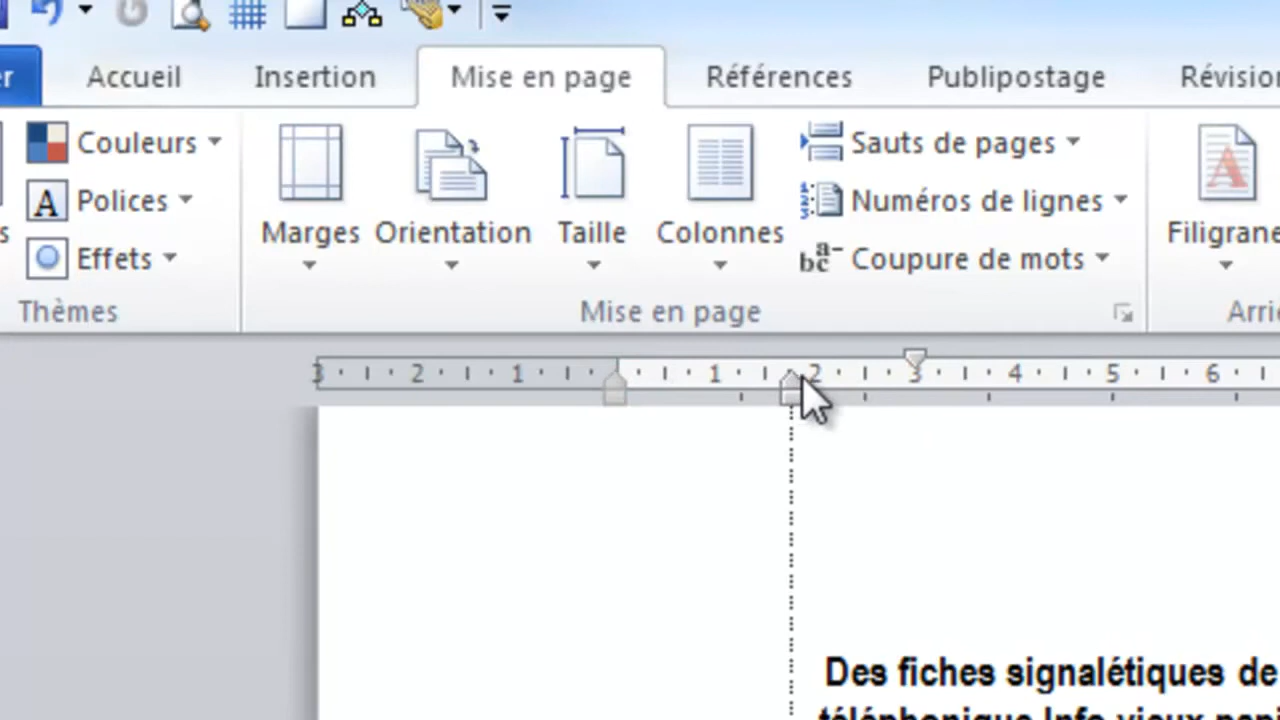 Accueil Insertion Mise en page Références Publipostage
Couleurs Sauts de pages
Polices Numéros de lignes
Marges Orientation Taille Colonnes Filigrane
Effets Coupure de mots
Thèmes Mise en page
3 2 1 1 2 3 4 5 6
Des fiches signalétiques de